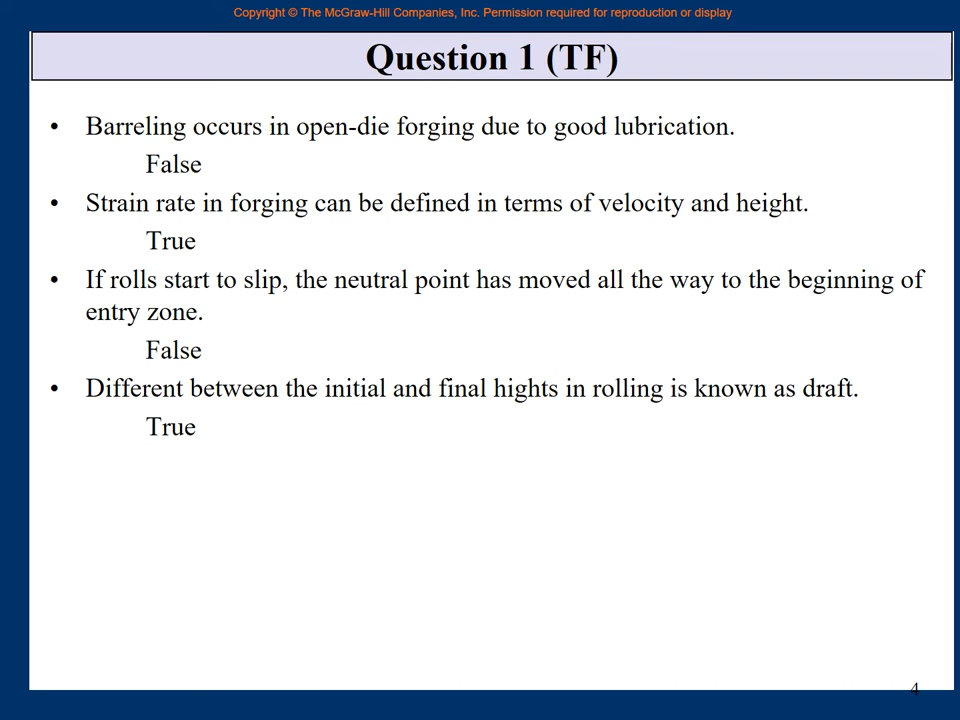 Copyright © The McGraw-Hill Companies, Inc. Permission required for reproduction or display
Question 1 (TF)
• Barreling occurs in open-die forging due to good lubrication.
False
• Strain rate in forging can be defined in terms of velocity and height.
True
• If rolls start to slip, the neutral point has moved all the way to the beginning of
entry zone.
False
• Different between the initial and final hights in rolling is known as draft.
True
4